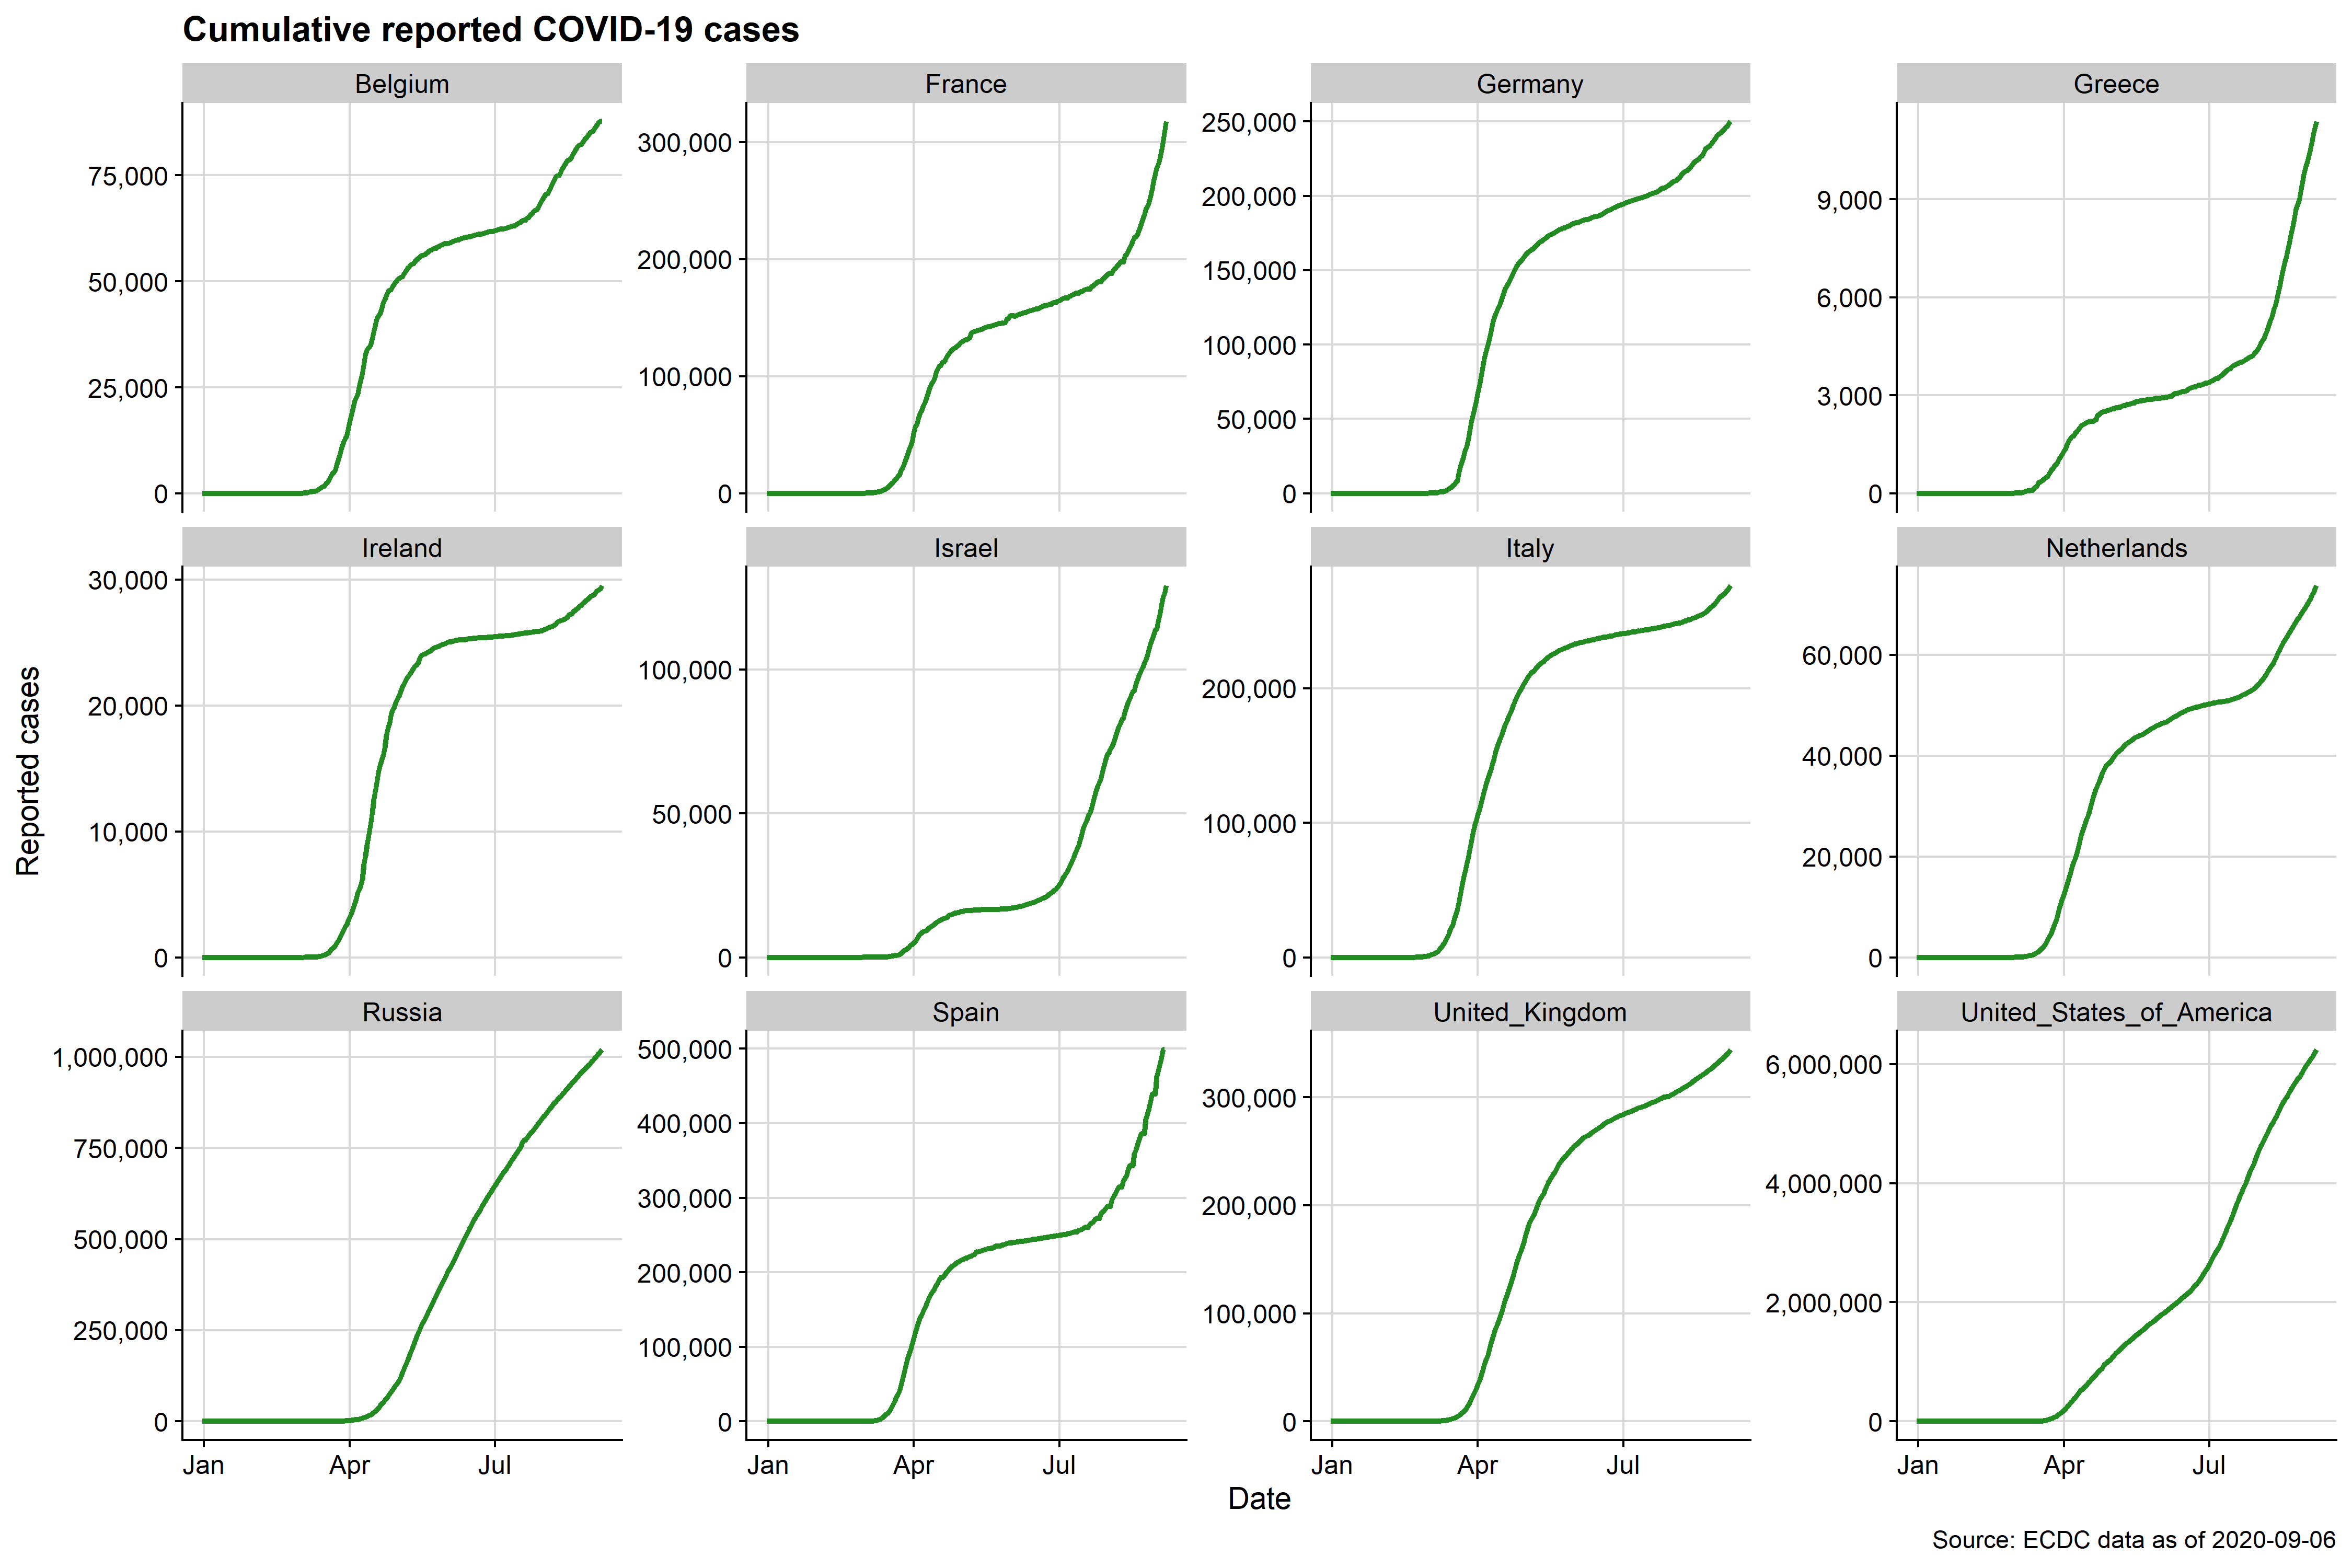 Cumulative reported COVID-19 cases
Belgium
France
Germany
Greece
75,000
50,000
25,000
0
300,000
200,000
100,000
0
250,000
200,000
150,000
100,000
50,000
0
9,000
6,000
3,000
0
Ireland
Israel
Italy
Netherlands
30,000
20,000
10,000
0
100,000
50,000
0
200,000
100,000
0
60,000
40,000
20,000
0
Reported cases
Russia
Spain
United_Kingdom
United_States_of_America
1,000,000
750,000
500,000
250,000
0
500,000
400,000
300,000
200,000
100,000
0
300,000
200,000
100,000
0
6,000,000
4,000,000
2,000,000
0
Jan Apr Jul
Jan Apr Jul
Jan Apr Jul
Jan Apr Jul
Date
Source: ECDC data as of 2020-09-06